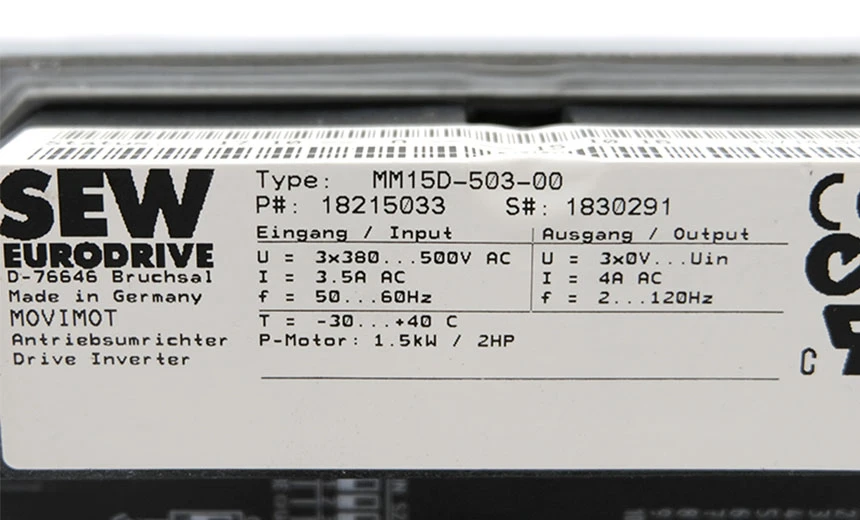 Status
SEW
EURODRIVE
D-76646 Bruchsal
Made in Germany
MOVIMOT
Antriebsumrichter
Drive Inverter
Type: MM15D-503-00
P#: 18215033 S#: 1830291
Eingang / Input
U = 3x380...500V AC
I = 3.5A AC
f = 50...60Hz
Ausgang / Output
U = 3x0V...Uin
I = 4A AC
f = 2...120Hz
T = -30...+40 C
P-Motor: 1.5kW / 2HP
C